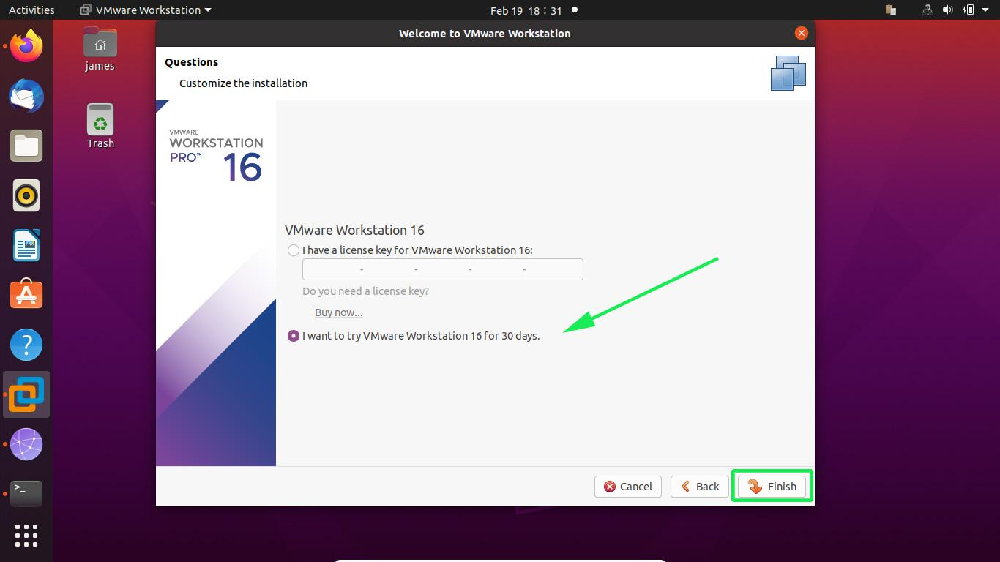 Activities
VMware Workstation
Feb 19 18:31
james
Trash
Welcome to VMware Workstation
Questions
Customize the installation
VMWARE
WORKSTATION
PRO™ 16
VMware Workstation 16
I have a license key for VMware Workstation 16:
- - - -
Do you need a license key?
Buy now...
I want to try VMware Workstation 16 for 30 days.
Cancel
Back
Finish